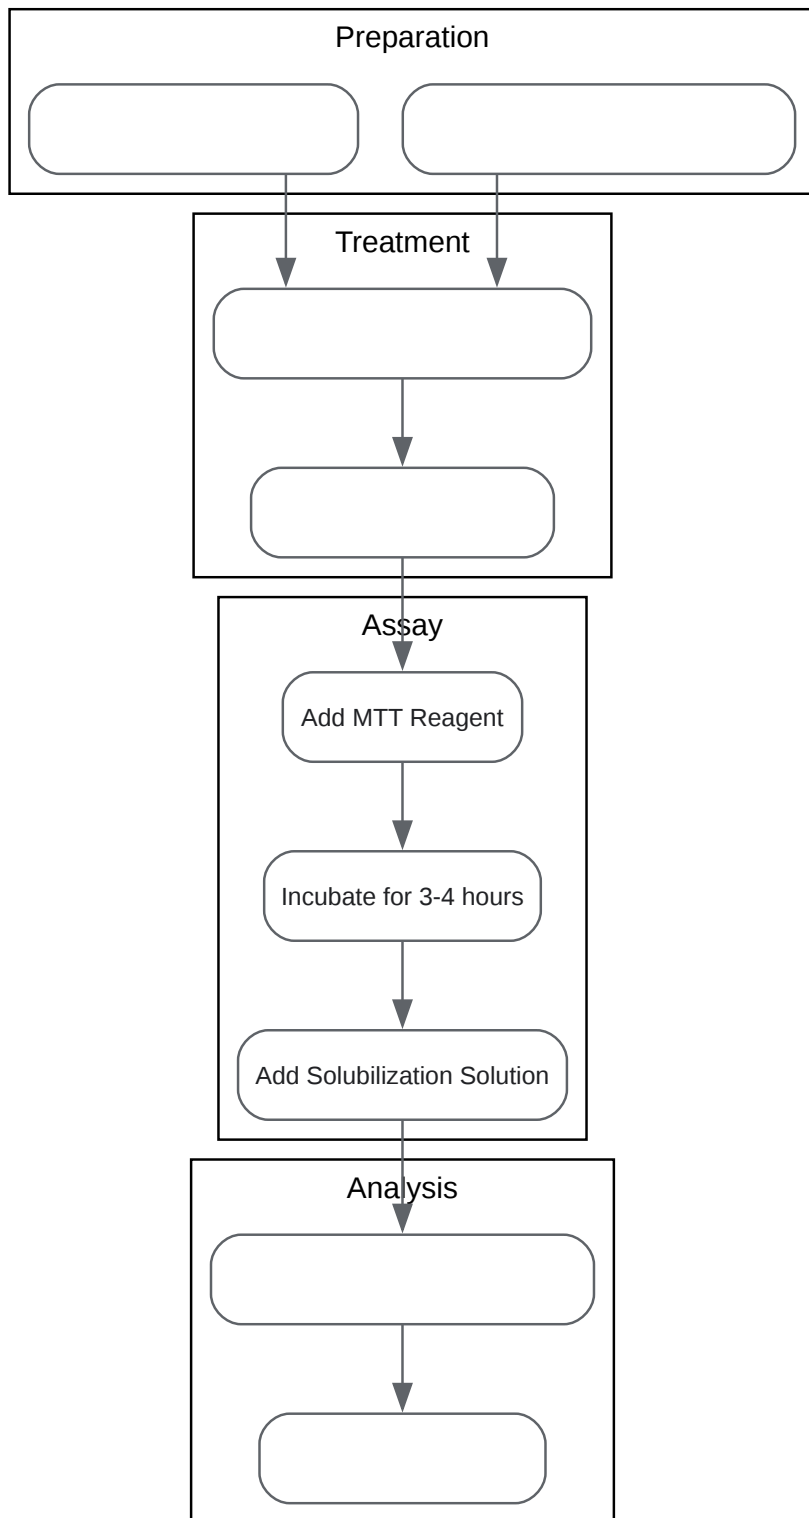 Preparation
Treatment
Assay
Add MTT Reagent
Incubate for 3-4 hours
Add Solubilization Solution
Analysis